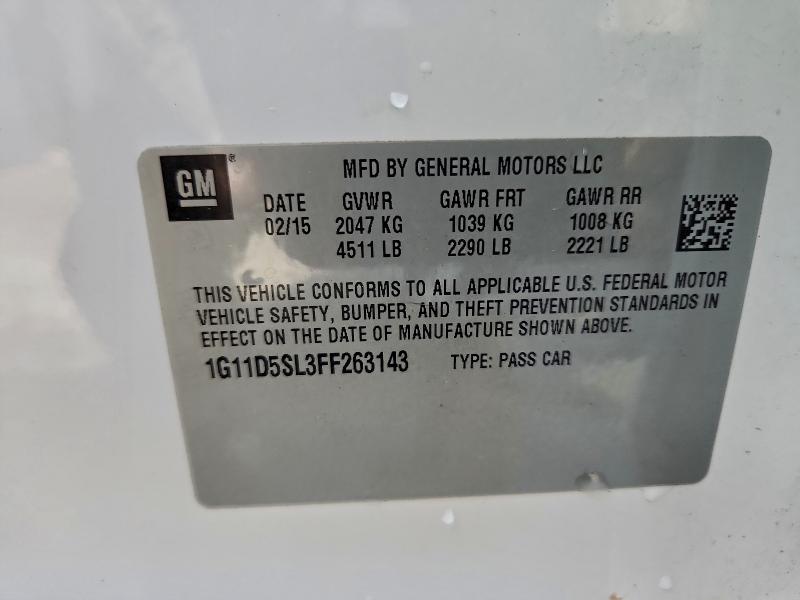 GM® MFD BY GENERAL MOTORS LLC
DATE GVWR GAWR FRT GAWR RR
02/15 2047 KG 1039 KG 1008 KG
4511 LB 2290 LB 2221 LB
THIS VEHICLE CONFORMS TO ALL APPLICABLE U.S. FEDERAL MOTOR
VEHICLE SAFETY, BUMPER, AND THEFT PREVENTION STANDARDS IN
EFFECT ON THE DATE OF MANUFACTURE SHOWN ABOVE.
1G11D5SL3FF263143 TYPE: PASS CAR